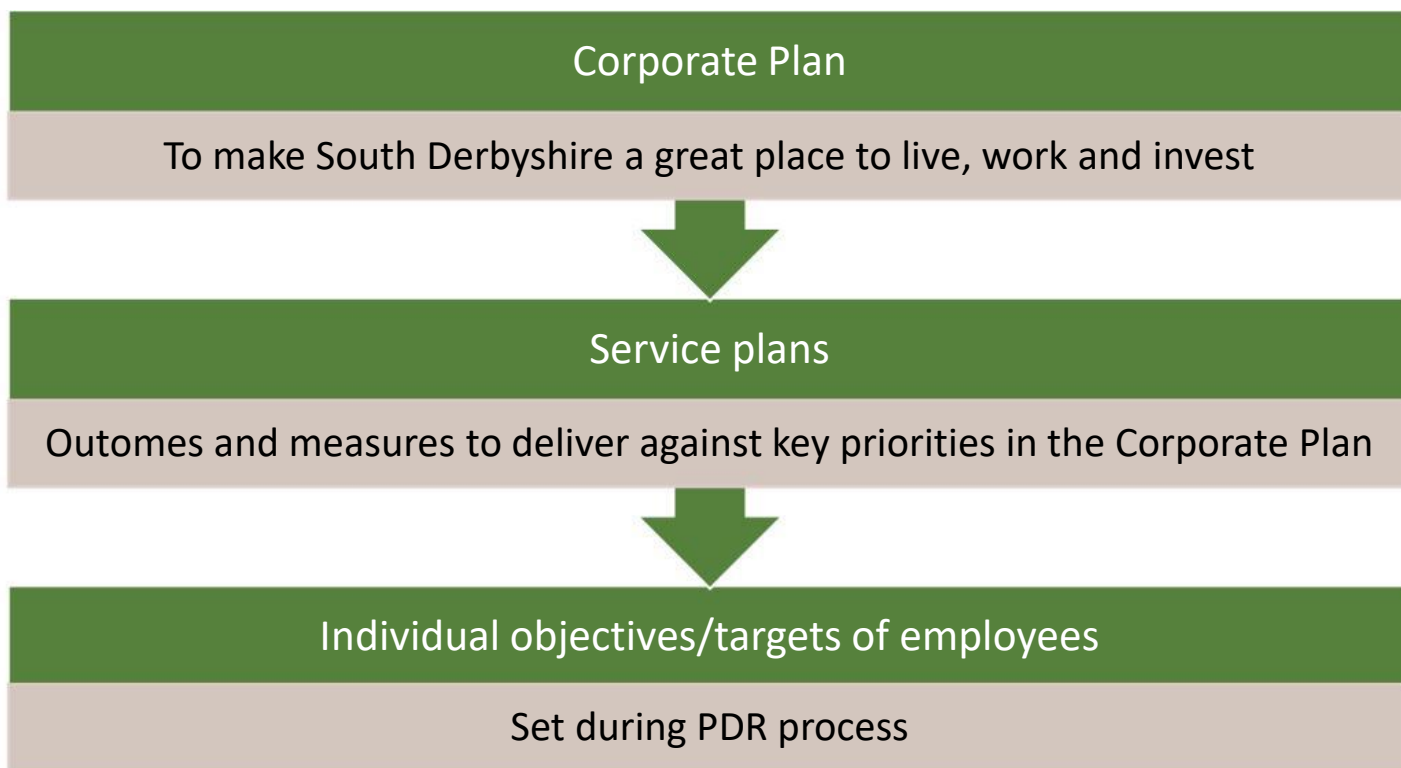 Corporate Plan
To make South Derbyshire a great place to live, work and invest
Service plans
Outomes and measures to deliver against key priorities in the Corporate Plan
Individual objectives/targets of employees
Set during PDR process